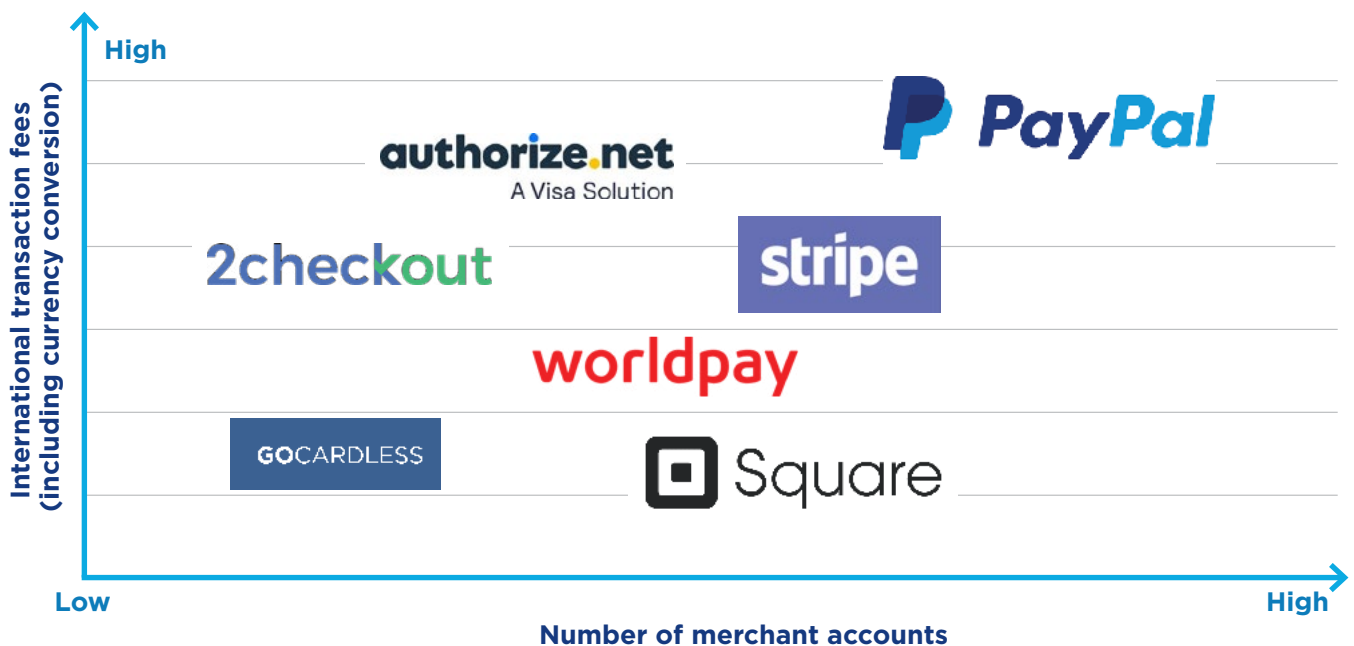 High
International transaction fees
(including currency conversion)
PayPal
authorize.net
A Visa Solution
2checkout
stripe
worldpay
GOCARDLESS
Square
Low
High
Number of merchant accounts